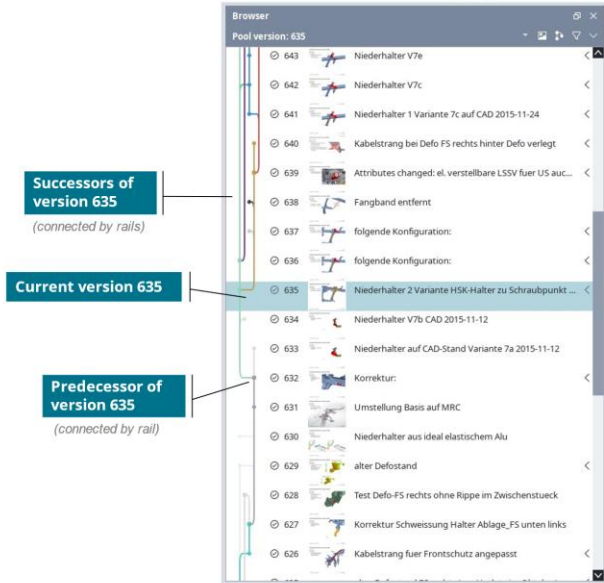 Browser
Pool version: 635
643 Niederhalter V7e
642 Niederhalter V7c
641 Niederhalter 1 Variante 7c auf CAD 2015-11-24
640 Kabelstrang bei Defo FS rechts hinter Defo verlegt
639 Attributes changed: el. verstellbare LSSV fuer US auc...
638 Fangband entfernt
637 folgende Konfiguration:
636 folgende Konfiguration:
635 Niederhalter 2 Variante HSK-Halter zu Schraubpunkt ...
634 Niederhalter V7b CAD 2015-11-12
633 Niederhalter auf CAD-Stand Variante 7a 2015-11-12
632 Korrektur:
631 Umstellung Basis auf MRC
630 Niederhalter aus ideal elastischem Alu
629 alter Defostand
628 Test Defo-FS rechts ohne Rippe im Zwischenstueck
627 Korrektur Schweissung Halter Ablage_FS unten links
626 Kabelstrang fuer Frontschutz angepasst
Successors of
version 635
(connected by rails)
Current version 635
Predecessor of
version 635
(connected by rail)